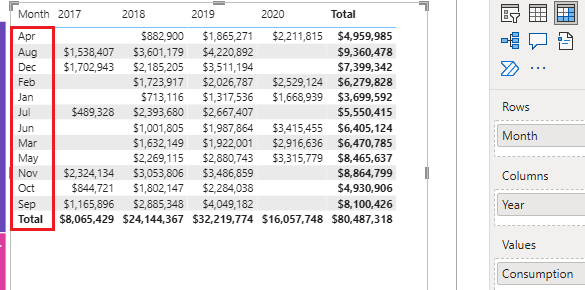 Month 2017 2018 2019 2020 Total
Apr $882,900 $1,865,271 $2,211,815 $4,959,985
Aug $1,538,407 $3,601,179 $4,220,892 $9,360,478
Dec $1,702,943 $2,185,205 $3,511,194 $7,399,342
Feb $1,723,917 $2,026,787 $2,529,124 $6,279,828
Jan $713,116 $1,317,536 $1,668,939 $3,699,592
Jul $489,328 $2,393,680 $2,667,407 $5,550,415
Jun $1,001,805 $1,987,864 $3,415,455 $6,405,124
Mar $1,632,149 $1,922,001 $2,916,636 $6,470,785
May $2,269,115 $2,880,743 $3,315,779 $8,465,637
Nov $2,324,134 $3,053,806 $3,486,859 $8,864,799
Oct $844,721 $1,802,147 $2,284,038 $4,930,906
Sep $1,165,896 $2,885,348 $4,049,182 $8,100,426
Total $8,065,429 $24,144,367 $32,219,774 $16,057,748 $80,487,318
Rows
Month
Columns
Year
Values
Consumption